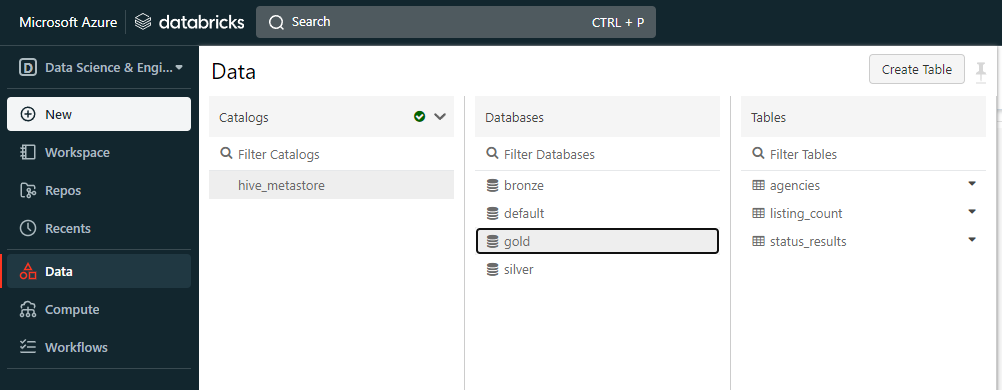 Microsoft Azure databricks Search CTRL + P
Data Science & Engi...
New
Workspace
Repos
Recents
Data
Compute
Workflows
Data Create Table
Catalogs
Filter Catalogs
hive_metastore
Databases
Filter Databases
bronze
default
gold
silver
Tables
Filter Tables
agencies
listing_count
status_results